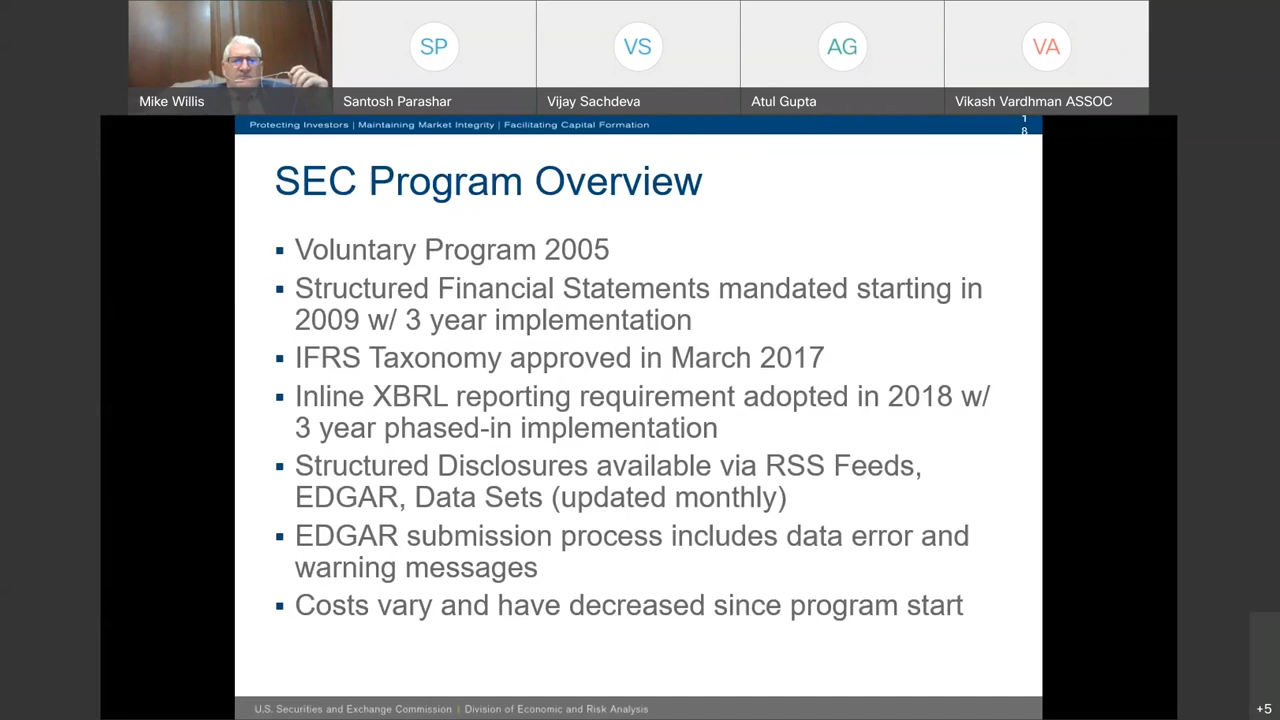 SP
VS
AG
VA
Mike Willis
Santosh Parashar
Vijay Sachdeva
Atul Gupta
Vikash Vardhman ASSOC
Protecting Investors | Maintaining Market Integrity | Facilitating Capital Formation
1
8
SEC Program Overview
▪ Voluntary Program 2005
▪ Structured Financial Statements mandated starting in
2009 w/ 3 year implementation
▪ IFRS Taxonomy approved in March 2017
▪ Inline XBRL reporting requirement adopted in 2018 w/
3 year phased-in implementation
▪ Structured Disclosures available via RSS Feeds,
EDGAR, Data Sets (updated monthly)
▪ EDGAR submission process includes data error and
warning messages
▪ Costs vary and have decreased since program start
U.S. Securities and Exchange Commission | Division of Economic and Risk Analysis
+5